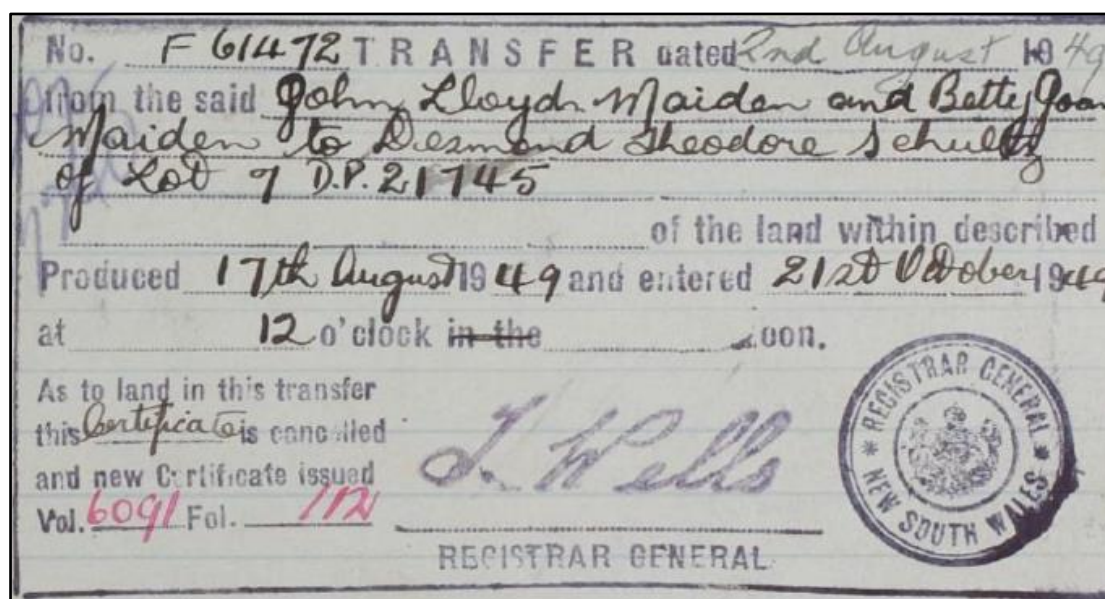 No. F 61472 TRANSFER dated 2nd August 1949
from the said John Lloyd Maiden and Betty Joan
Maiden to Desmond Theodore Schultz
of Lot 9 D.P. 21745
of the land within described
Produced 17th August 1949 and entered 21st October 1949
at 12 o'clock in the noon.
As to land in this transfer
this Certificate is cancelled
and new Certificate issued
Vol. 6091 Fol. 112
L. Wells
REGISTRAR GENERAL
REGISTRAR GENERAL
NEW SOUTH WALES